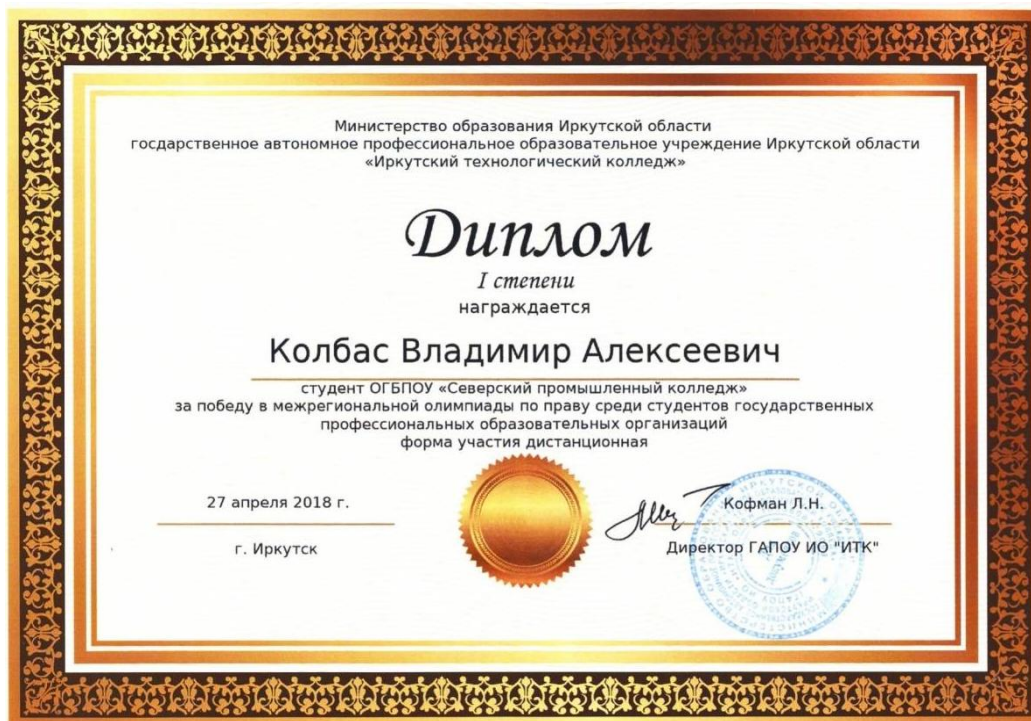 Министерство образования Иркутской области
госдарственное автономное профессиональное образовательное учреждение Иркутской области
«Иркутский технологический колледж»
Диплом
I степени
награждается
Колбас Владимир Алексеевич
студент ОГБПОУ «Северский промышленный колледж»
за победу в межрегиональной олимпиады по праву среди студентов государственных
профессиональных образовательных организаций
форма участия дистанционная
27 апреля 2018 г.
Кофман Л.Н.
г. Иркутск
Директор ГАПОУ ИО "ИТК"